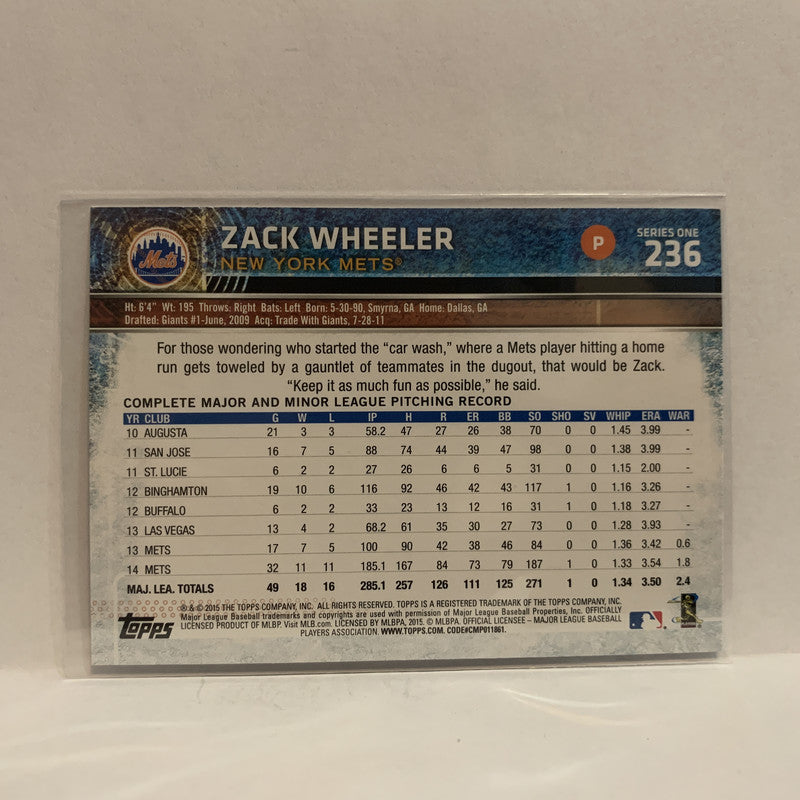 Mets
ZACK WHEELER
NEW YORK METS®
P
SERIES ONE
236
Ht: 6'4" Wt: 195 Throws: Right Bats: Left Born: 5-30-90, Smyrna, GA Home: Dallas, GA
Drafted: Giants #1-June, 2009 Acq: Trade With Giants, 7-28-11
For those wondering who started the “car wash,” where a Mets player hitting a home
run gets toweled by a gauntlet of teammates in the dugout, that would be Zack.
“Keep it as much fun as possible,” he said.
COMPLETE MAJOR AND MINOR LEAGUE PITCHING RECORD
YR CLUB G W L IP H R ER BB SO SHO SV WHIP ERA WAR
10 AUGUSTA 21 3 3 58.2 47 27 26 38 70 0 0 1.45 3.99 -
11 SAN JOSE 16 7 5 88 74 44 39 47 98 0 0 1.38 3.99 -
11 ST. LUCIE 6 2 2 27 26 6 6 5 31 0 0 1.15 2.00 -
12 BINGHAMTON 19 10 6 116 92 46 42 43 117 1 0 1.16 3.26 -
12 BUFFALO 6 2 2 33 23 13 12 16 31 1 0 1.18 3.27 -
13 LAS VEGAS 13 4 2 68.2 61 35 30 27 73 0 0 1.28 3.93 -
13 METS 17 7 5 100 90 42 38 46 84 0 0 1.36 3.42 0.6
14 METS 32 11 11 185.1 167 84 73 79 187 1 0 1.33 3.54 1.8
MAJ. LEA. TOTALS 49 18 16 285.1 257 126 111 125 271 1 0 1.34 3.50 2.4
Topps
® & © 2015 THE TOPPS COMPANY, INC. ALL RIGHTS RESERVED. TOPPS IS A REGISTERED TRADEMARK OF THE TOPPS COMPANY, INC.
Major League Baseball trademarks and copyrights are used with permission of Major League Baseball Properties, Inc. OFFICIALLY
LICENSED PRODUCT OF MLBP. Visit MLB.com. LICENSED BY MLBPA, 2015. © MLBPA. OFFICIAL LICENSEE - MAJOR LEAGUE BASEBALL
PLAYERS ASSOCIATION. WWW.TOPPS.COM. CODE#CMP011861.